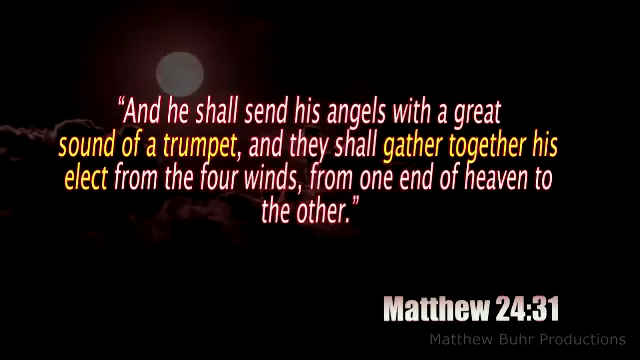 “And he shall send his angels with a great
sound of a trumpet, and they shall gather together his
elect from the four winds, from one end of heaven to
the other.”
Matthew 24:31
Matthew Buhr Productions